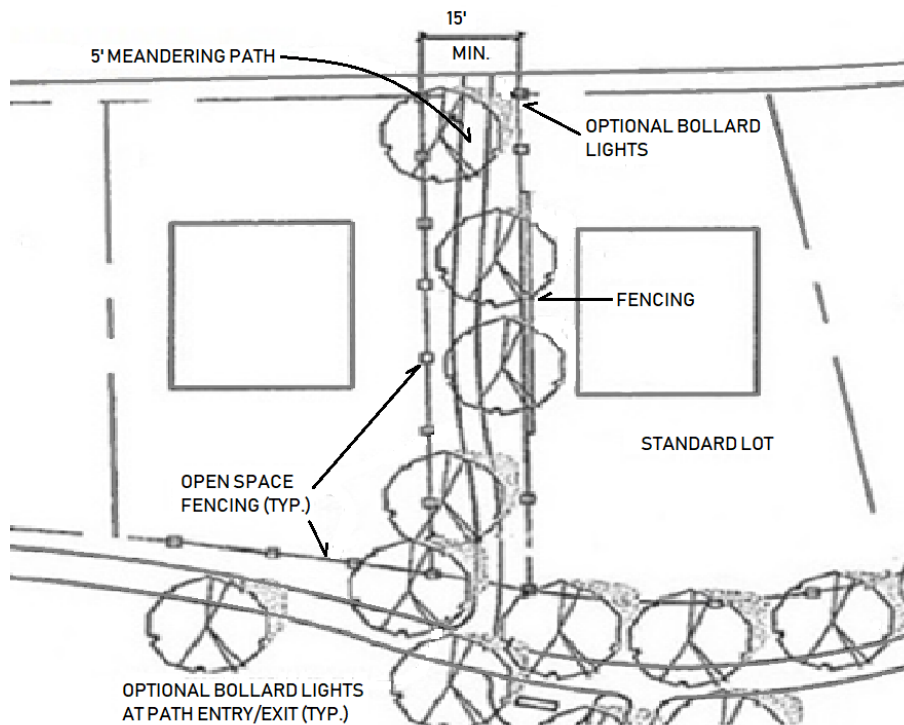 15'
MIN.
5' MEANDERING PATH
OPTIONAL BOLLARD
LIGHTS
FENCING
STANDARD LOT
OPEN SPACE
FENCING (TYP.)
OPTIONAL BOLLARD LIGHTS
AT PATH ENTRY/EXIT (TYP.)